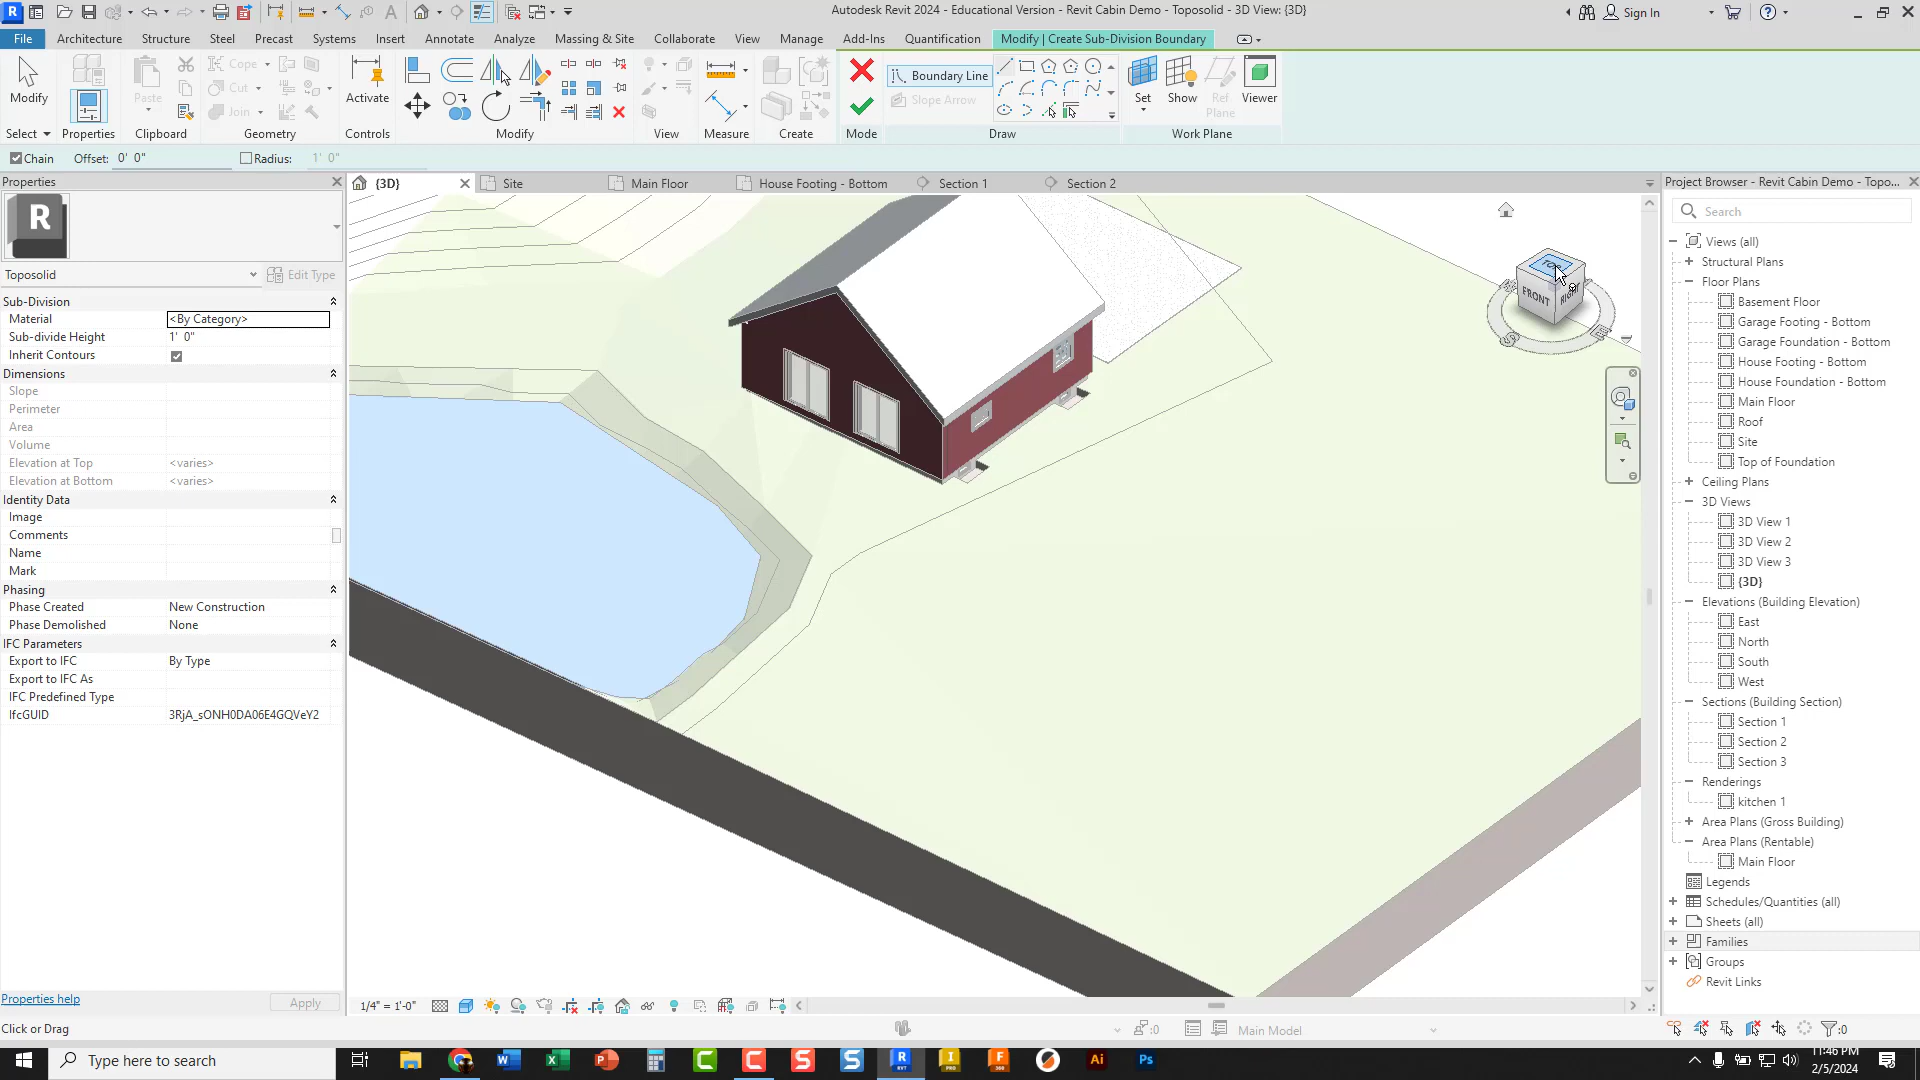 Autodesk Revit 2024 - Educational Version - Revit Cabin Demo - Toposolid - 3D View: {3D}
Sign In
File Architecture Structure Steel Precast Systems Insert Annotate Analyze Massing & Site Collaborate View Manage Add-Ins Quantification Modify | Create Sub-Division Boundary
Modify Paste Cope Cut Join Activate Boundary Line Slope Arrow Set Show Ref Plane Viewer
Select Properties Clipboard Geometry Controls Modify View Measure Create Mode Draw Work Plane
Chain Offset: 0' 0" Radius: 1' 0"
Properties
{3D} Site Main Floor House Footing - Bottom Section 1 Section 2
Project Browser - Revit Cabin Demo - Topo...
R
Search
Toposolid Edit Type
Sub-Division
Material <By Category>
Sub-divide Height 1' 0"
Inherit Contours
Dimensions
Slope
Perimeter
Area
Volume
Elevation at Top <varies>
Elevation at Bottom <varies>
Identity Data
Image
Comments
Name
Mark
Phasing
Phase Created New Construction
Phase Demolished None
IFC Parameters
Export to IFC By Type
Export to IFC As
IFC Predefined Type
IfcGUID 3RjA_sONH0DA06E4GQVeY2
Properties help Apply
FRONT
Views (all)
Structural Plans
Floor Plans
Basement Floor
Garage Footing - Bottom
Garage Foundation - Bottom
House Footing - Bottom
House Foundation - Bottom
Main Floor
Roof
Site
Top of Foundation
Ceiling Plans
3D Views
3D View 1
3D View 2
3D View 3
{3D}
Elevations (Building Elevation)
East
North
South
West
Sections (Building Section)
Section 1
Section 2
Section 3
Renderings
kitchen 1
Area Plans (Gross Building)
Area Plans (Rentable)
Main Floor
Legends
Schedules/Quantities (all)
Sheets (all)
Families
Groups
Revit Links
1/4" = 1'-0"
Click or Drag
:0 Main Model :0
Type here to search
11:46 PM
2/5/2024